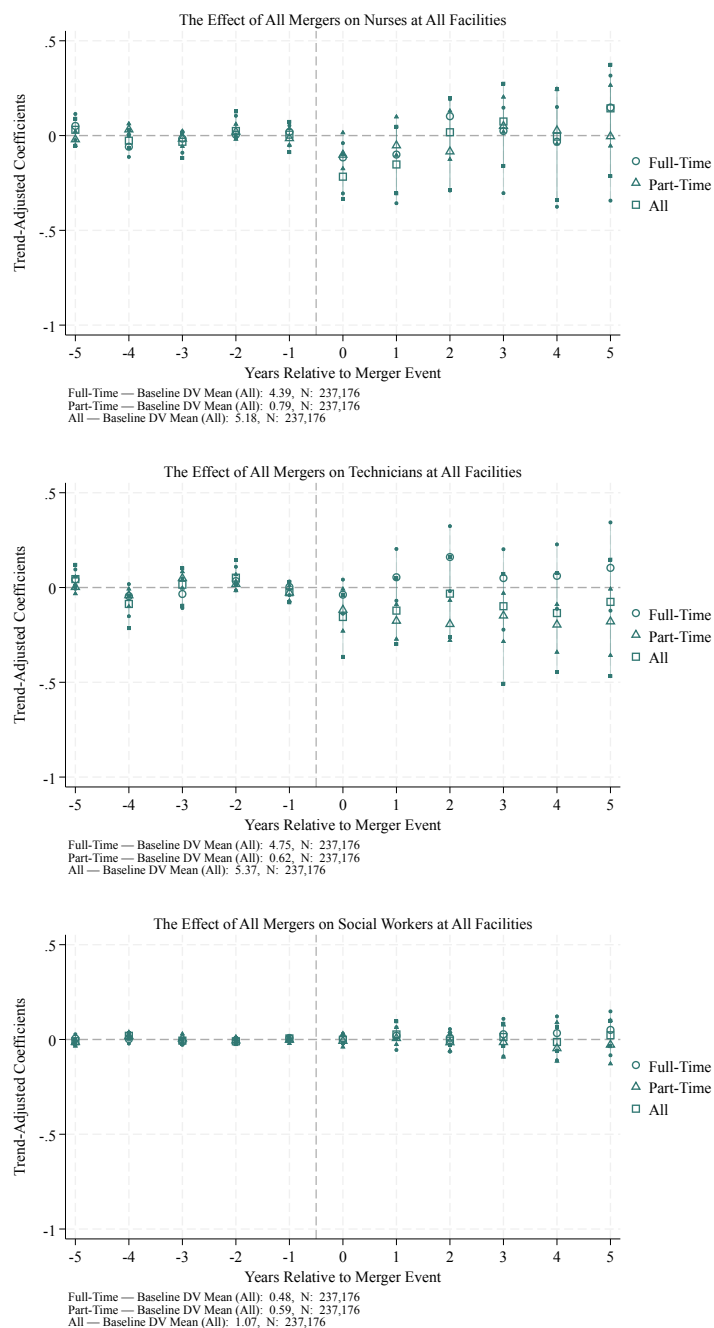 The Effect of All Mergers on Nurses at All Facilities
.5
0
-.5
-1
Trend-Adjusted Coefficients
Full-Time
Part-Time
All
-5 -4 -3 -2 -1 0 1 2 3 4 5
Years Relative to Merger Event
Full-Time — Baseline DV Mean (All): 4.39, N: 237,176
Part-Time — Baseline DV Mean (All): 0.79, N: 237,176
All — Baseline DV Mean (All): 5.18, N: 237,176
The Effect of All Mergers on Technicians at All Facilities
.5
0
-.5
-1
Trend-Adjusted Coefficients
Full-Time
Part-Time
All
-5 -4 -3 -2 -1 0 1 2 3 4 5
Years Relative to Merger Event
Full-Time — Baseline DV Mean (All): 4.75, N: 237,176
Part-Time — Baseline DV Mean (All): 0.62, N: 237,176
All — Baseline DV Mean (All): 5.37, N: 237,176
The Effect of All Mergers on Social Workers at All Facilities
.5
0
-.5
-1
Trend-Adjusted Coefficients
Full-Time
Part-Time
All
-5 -4 -3 -2 -1 0 1 2 3 4 5
Years Relative to Merger Event
Full-Time — Baseline DV Mean (All): 0.48, N: 237,176
Part-Time — Baseline DV Mean (All): 0.59, N: 237,176
All — Baseline DV Mean (All): 1.07, N: 237,176